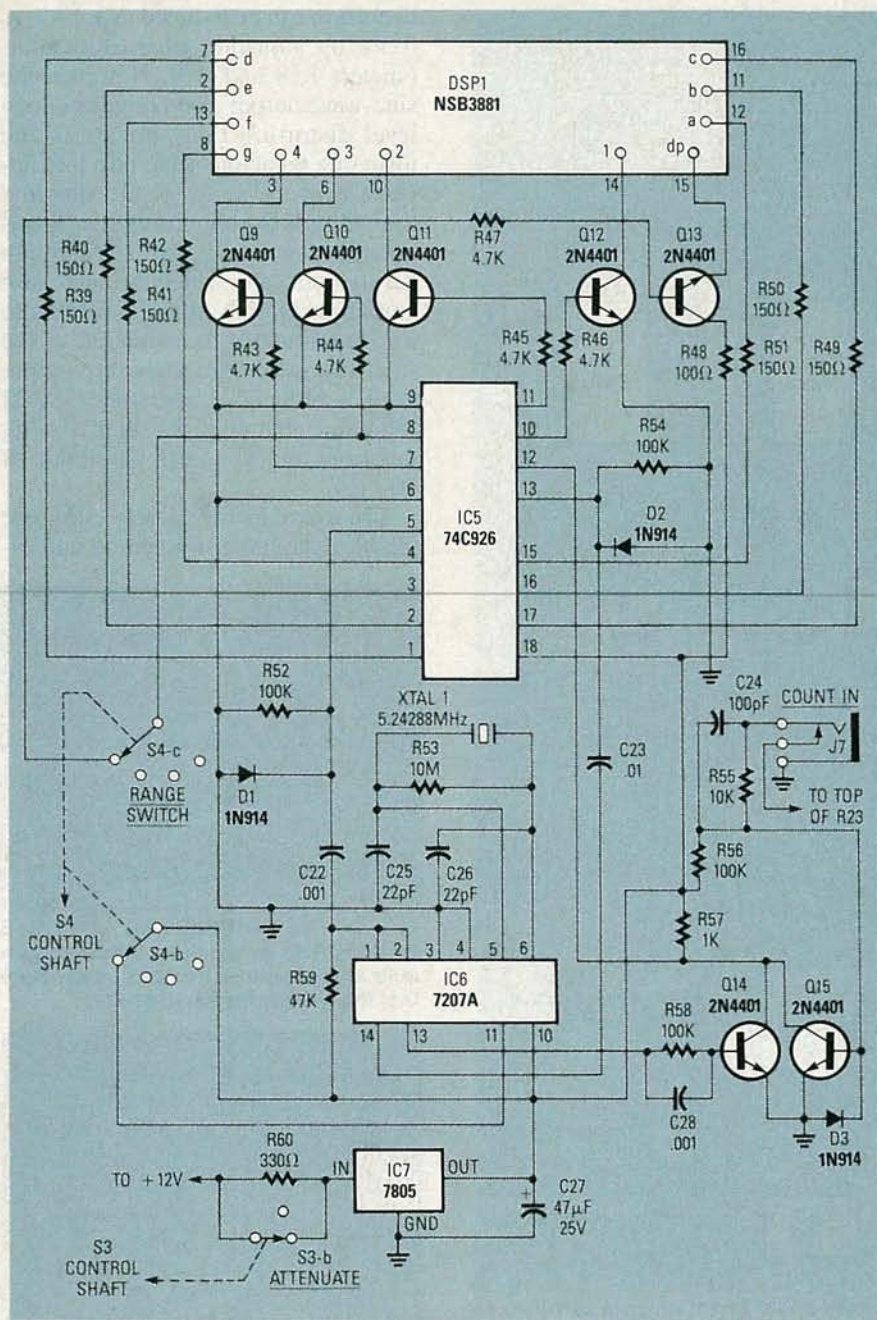 7 d
2 e
13 f
8 g
DSP1
NSB3881
c 16
b 11
a 12
4 3 2 1 dp
3 6 10 14 15
Q9
2N4401
Q10
2N4401
Q11
2N4401
R47
4.7K
Q12
2N4401
Q13
2N4401
R40
150Ω
R42
150Ω
R39
150Ω
R41
150Ω
R43
4.7K
R44
4.7K
R45
4.7K
R46
4.7K
R48
100Ω
R50
150Ω
R51
150Ω
R49
150Ω
9
8
7
6
5
4
3
2
1
IC5
74C926
11
10
12
13
15
16
17
18
R54
100K
D2
1N914
R52
100K
D1
1N914
XTAL 1
5.24288MHz
R53
10M
C22
.001
C25
22pF
C26
22pF
C23
.01
C24
100pF
COUNT IN
J7
R55
10K
TO TOP
OF R23
R56
100K
R57
1K
S4-c
RANGE
SWITCH
S4
CONTROL
SHAFT
S4-b
R59
47K
1 2 3 4 5 6
IC6
7207A
14 13 11 10
Q14
2N4401
Q15
2N4401
R58
100K
C28
.001
D3
1N914
R60
330Ω
TO +12V
IN
IC7
7805
OUT
GND
C27
47µF
25V
+
S3-b
ATTENUATE
S3
CONTROL
SHAFT